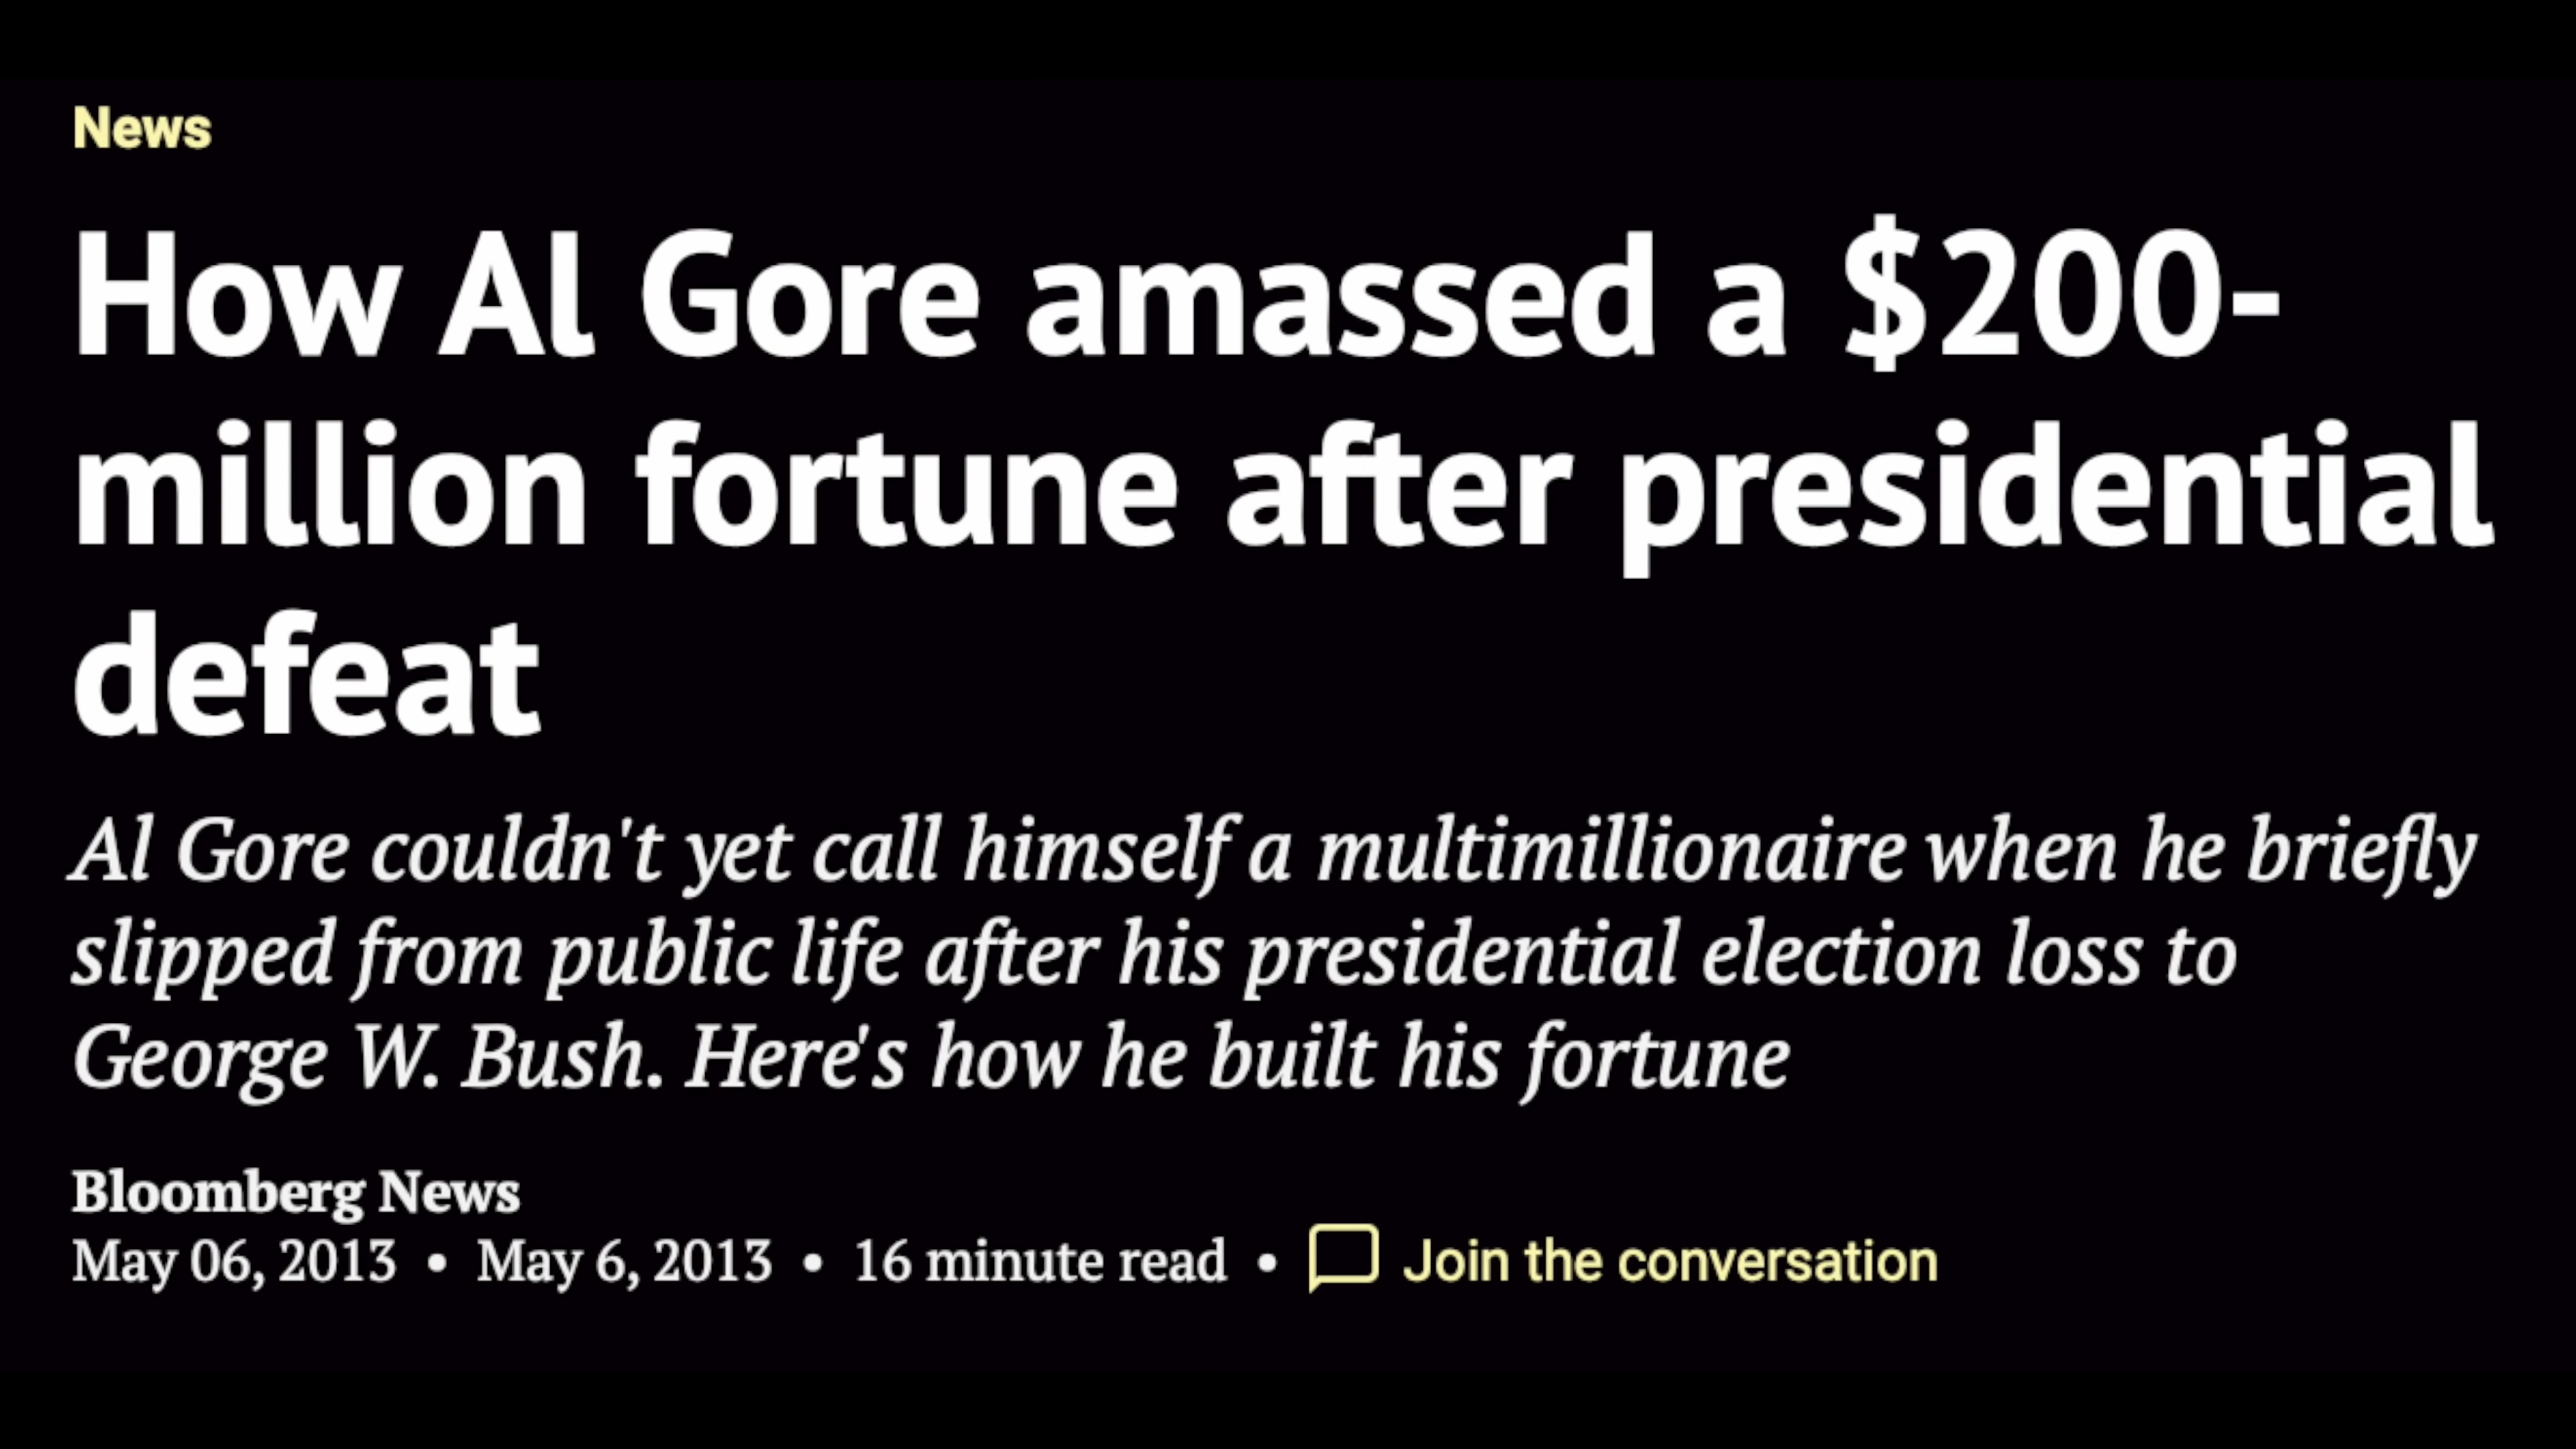 News
How Al Gore amassed a $200-
million fortune after presidential
defeat
Al Gore couldn't yet call himself a multimillionaire when he briefly
slipped from public life after his presidential election loss to
George W. Bush. Here's how he built his fortune
Bloomberg News
May 06, 2013 • May 6, 2013 • 16 minute read • Join the conversation